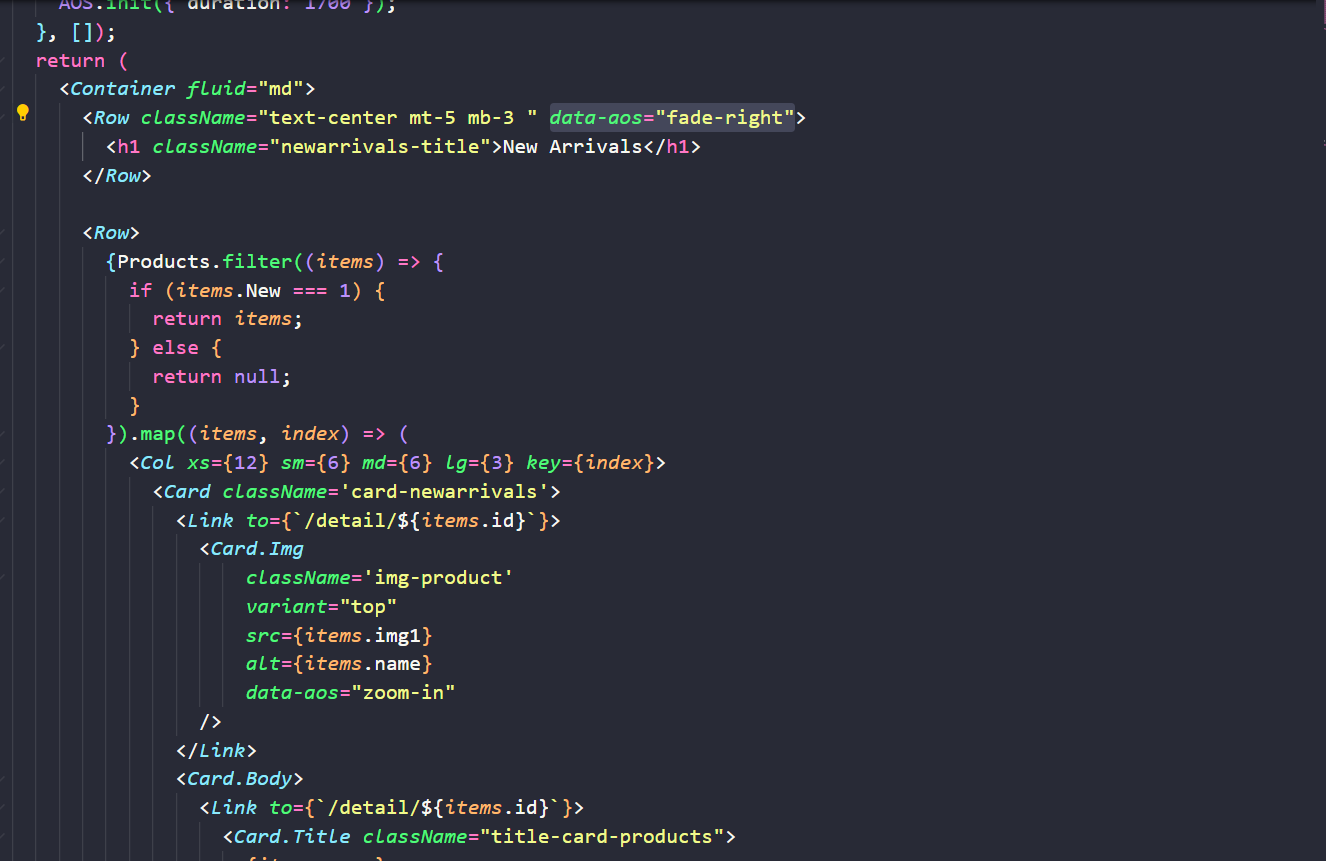 AOS.init({ duration: 1700 });
}, []);
return (
<Container fluid="md">
<Row className="text-center mt-5 mb-3 " data-aos="fade-right">
<h1 className="newarrivals-title">New Arrivals</h1>
</Row>
<Row>
{Products.filter((items) => {
if (items.New === 1) {
return items;
} else {
return null;
}
}).map((items, index) => (
<Col xs={12} sm={6} md={6} lg={3} key={index}>
<Card className='card-newarrivals'>
<Link to={`/detail/${items.id}`}>
<Card.Img
className='img-product'
variant="top"
src={items.img1}
alt={items.name}
data-aos="zoom-in"
/>
</Link>
<Card.Body>
<Link to={`/detail/${items.id}`}>
<Card.Title className="title-card-products">